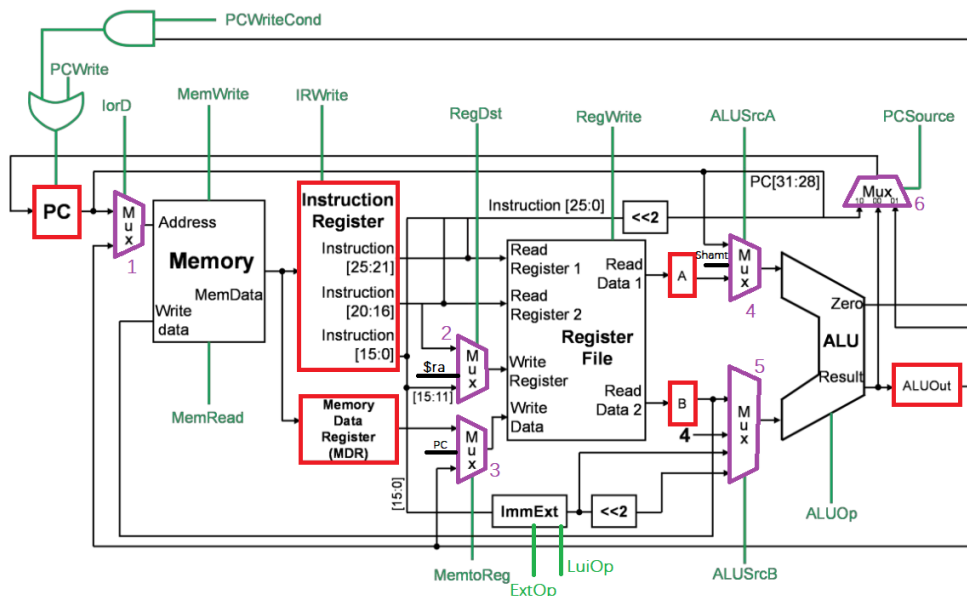 PCWriteCond
PCWrite
IorD
MemWrite
IRWrite
RegDst
RegWrite
ALUSrcA
PCSource
PC[31:28]
Mux
10 00 01
6
PC
Mux
1
Address
Memory
MemData
Write
data
MemRead
Instruction
Register
Instruction
[25:21]
Instruction
[20:16]
Instruction
[15:0]
Instruction [25:0]
<<2
Memory
Data
Register
(MDR)
2
$ra
[15:11]
Mux
PC
Mux
3
MemtoReg
[15:0]
Read
Register 1
Read
Register 2
Write
Register
Write
Data
Register
File
Read
Data 1
Read
Data 2
A
B
Shamt
Mux
4
5
4
Mux
ALUSrcB
ImmExt
<<2
ExtOp
LuiOp
Zero
ALU
Result
ALUOp
ALUOut